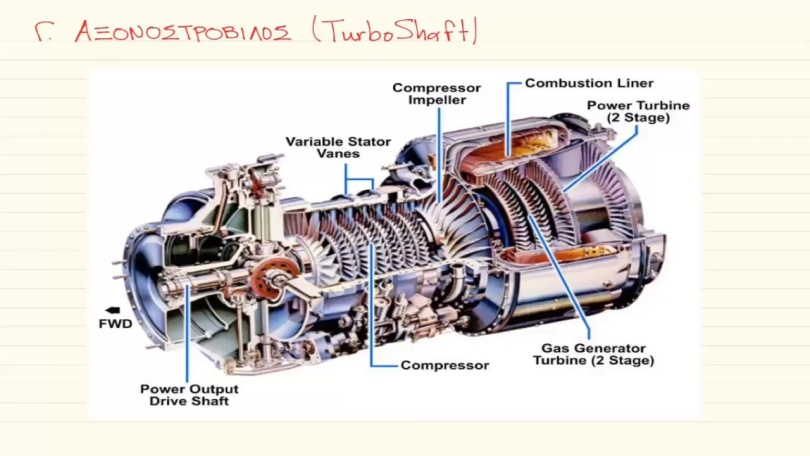 Γ. ΑΞΟΝΟΣΤΡΟΒΙΛΟΣ (TurboShaft)
Combustion Liner
Compressor
Impeller
Power Turbine
(2 Stage)
Variable Stator
Vanes
FWD
Gas Generator
Turbine (2 Stage)
Compressor
Power Output
Drive Shaft